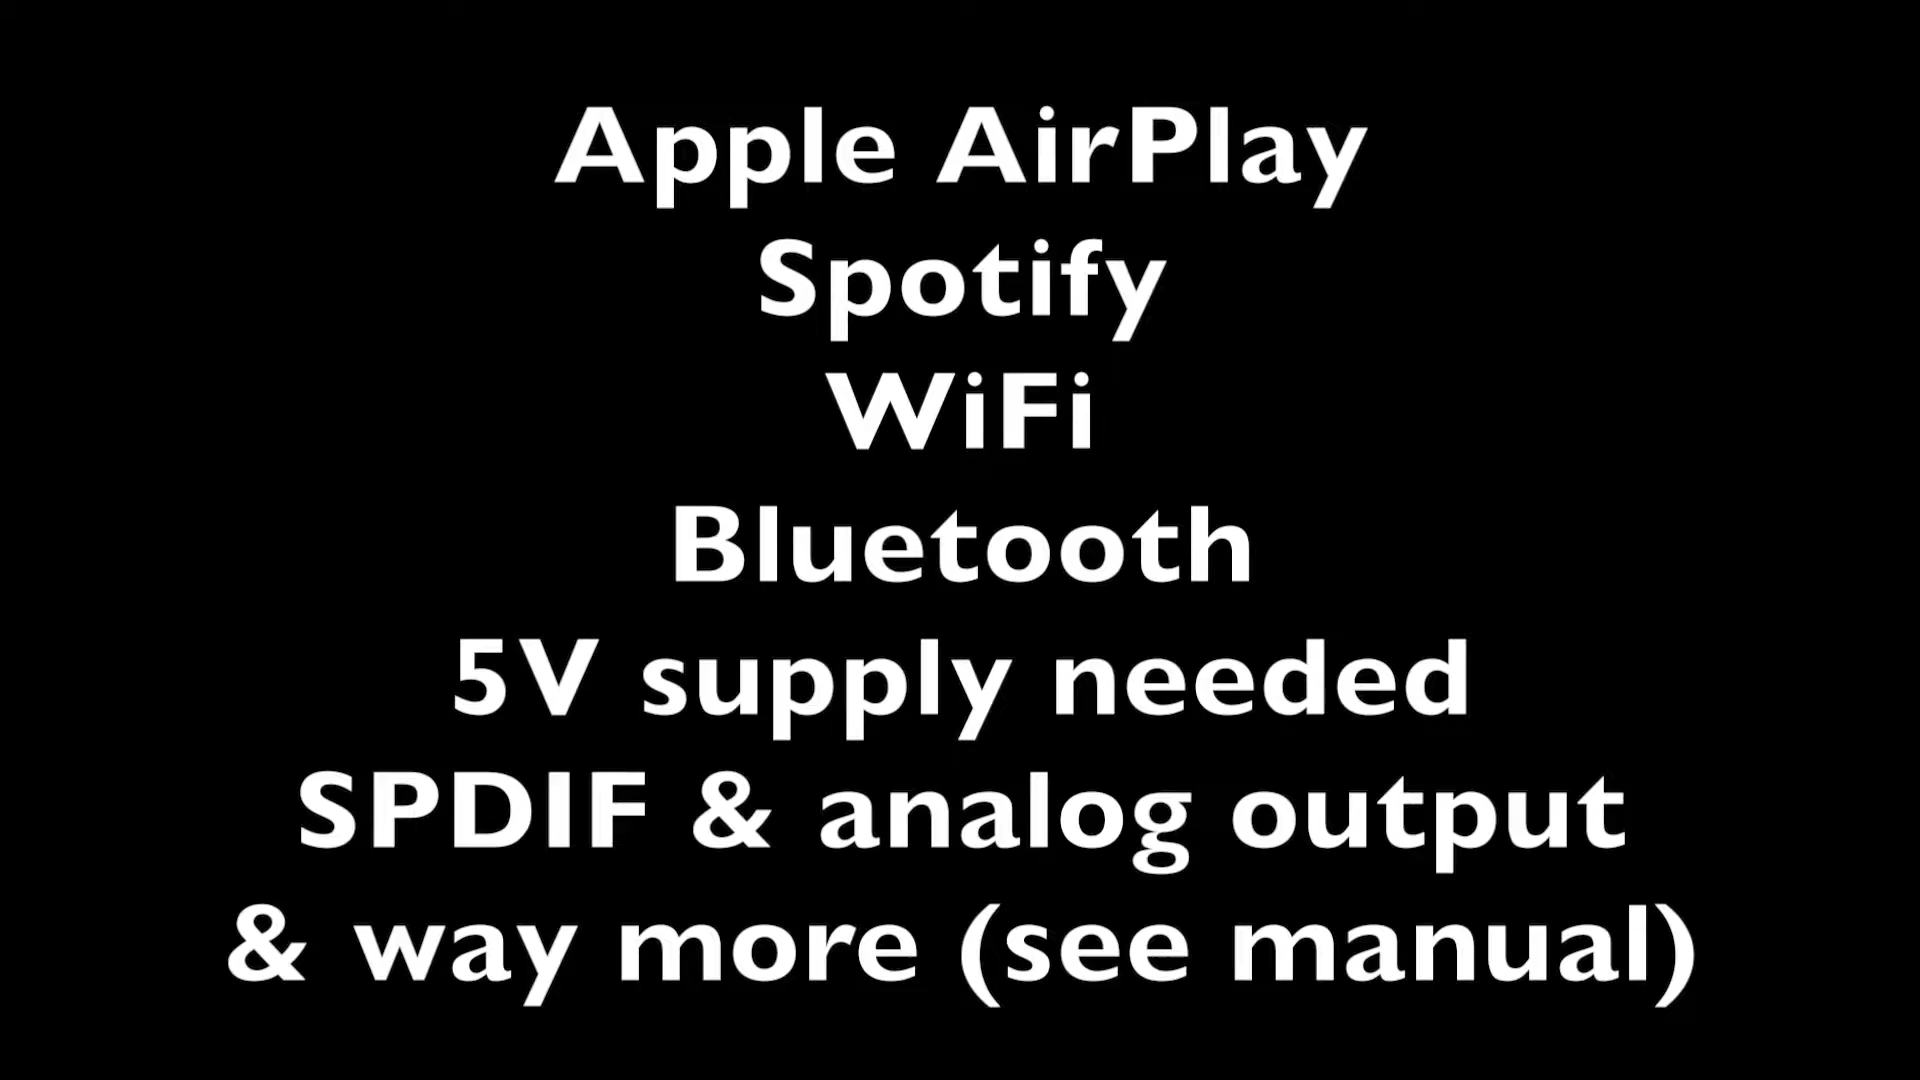 Apple AirPlay
Spotify
WiFi
Bluetooth
5V supply needed
SPDIF & analog output
& way more (see manual)